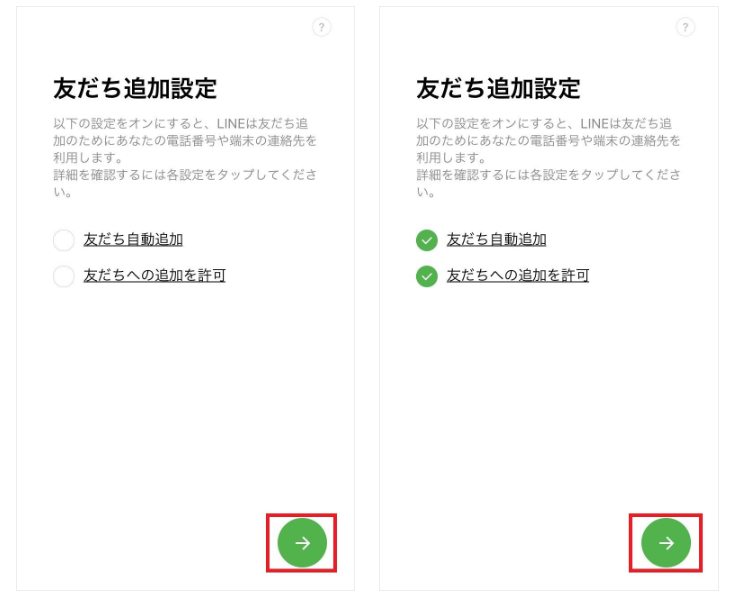 ?
友だち追加設定
以下の設定をオンにすると、LINEは友だち追
加のためにあなたの電話番号や端末の連絡先を
利用します。
詳細を確認するには各設定をタップしてくださ
い。
友だち自動追加
友だちへの追加を許可
?
友だち追加設定
以下の設定をオンにすると、LINEは友だち追
加のためにあなたの電話番号や端末の連絡先を
利用します。
詳細を確認するには各設定をタップしてくださ
い。
友だち自動追加
友だちへの追加を許可